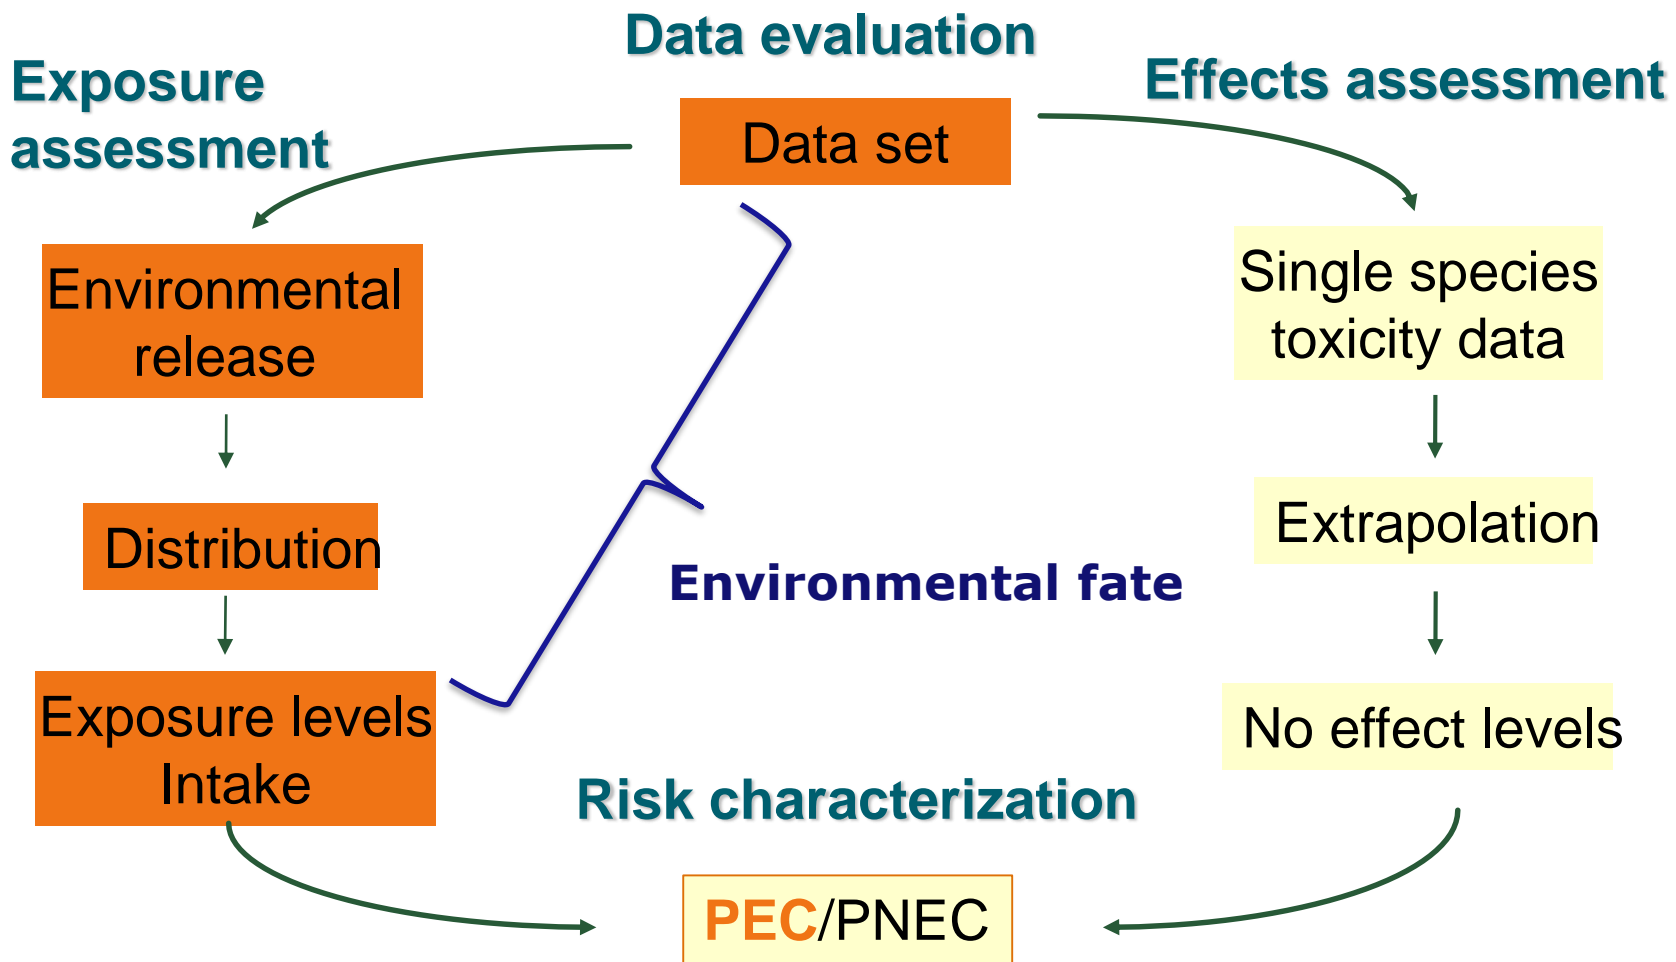 Data evaluation
Exposure
assessment
Effects assessment
Data set
Environmental
release
Single species
toxicity data
Distribution
Extrapolation
Environmental fate
Exposure levels
Intake
No effect levels
Risk characterization
PEC/PNEC